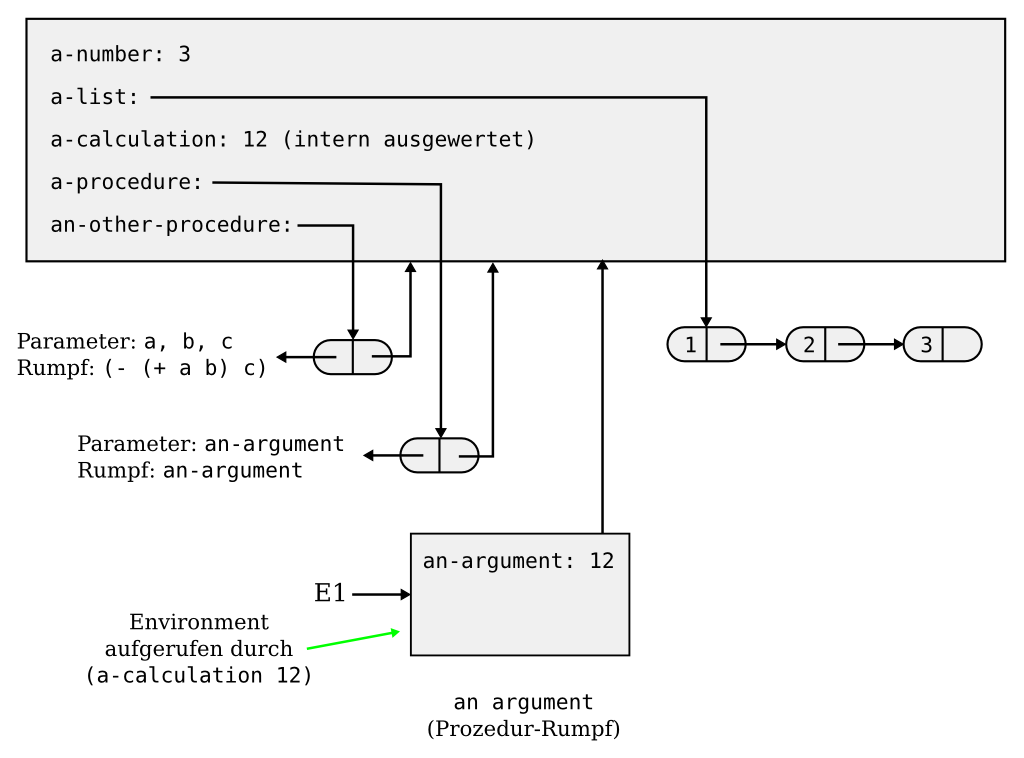 a-number: 3
a-list:
a-calculation: 12 (intern ausgewertet)
a-procedure:
an-other-procedure:
Parameter: a, b, c
Rumpf: (- (+ a b) c)
1 2 3
Parameter: an-argument
Rumpf: an-argument
an-argument: 12
E1
Environment
aufgerufen durch
(a-calculation 12)
an argument
(Prozedur-Rumpf)